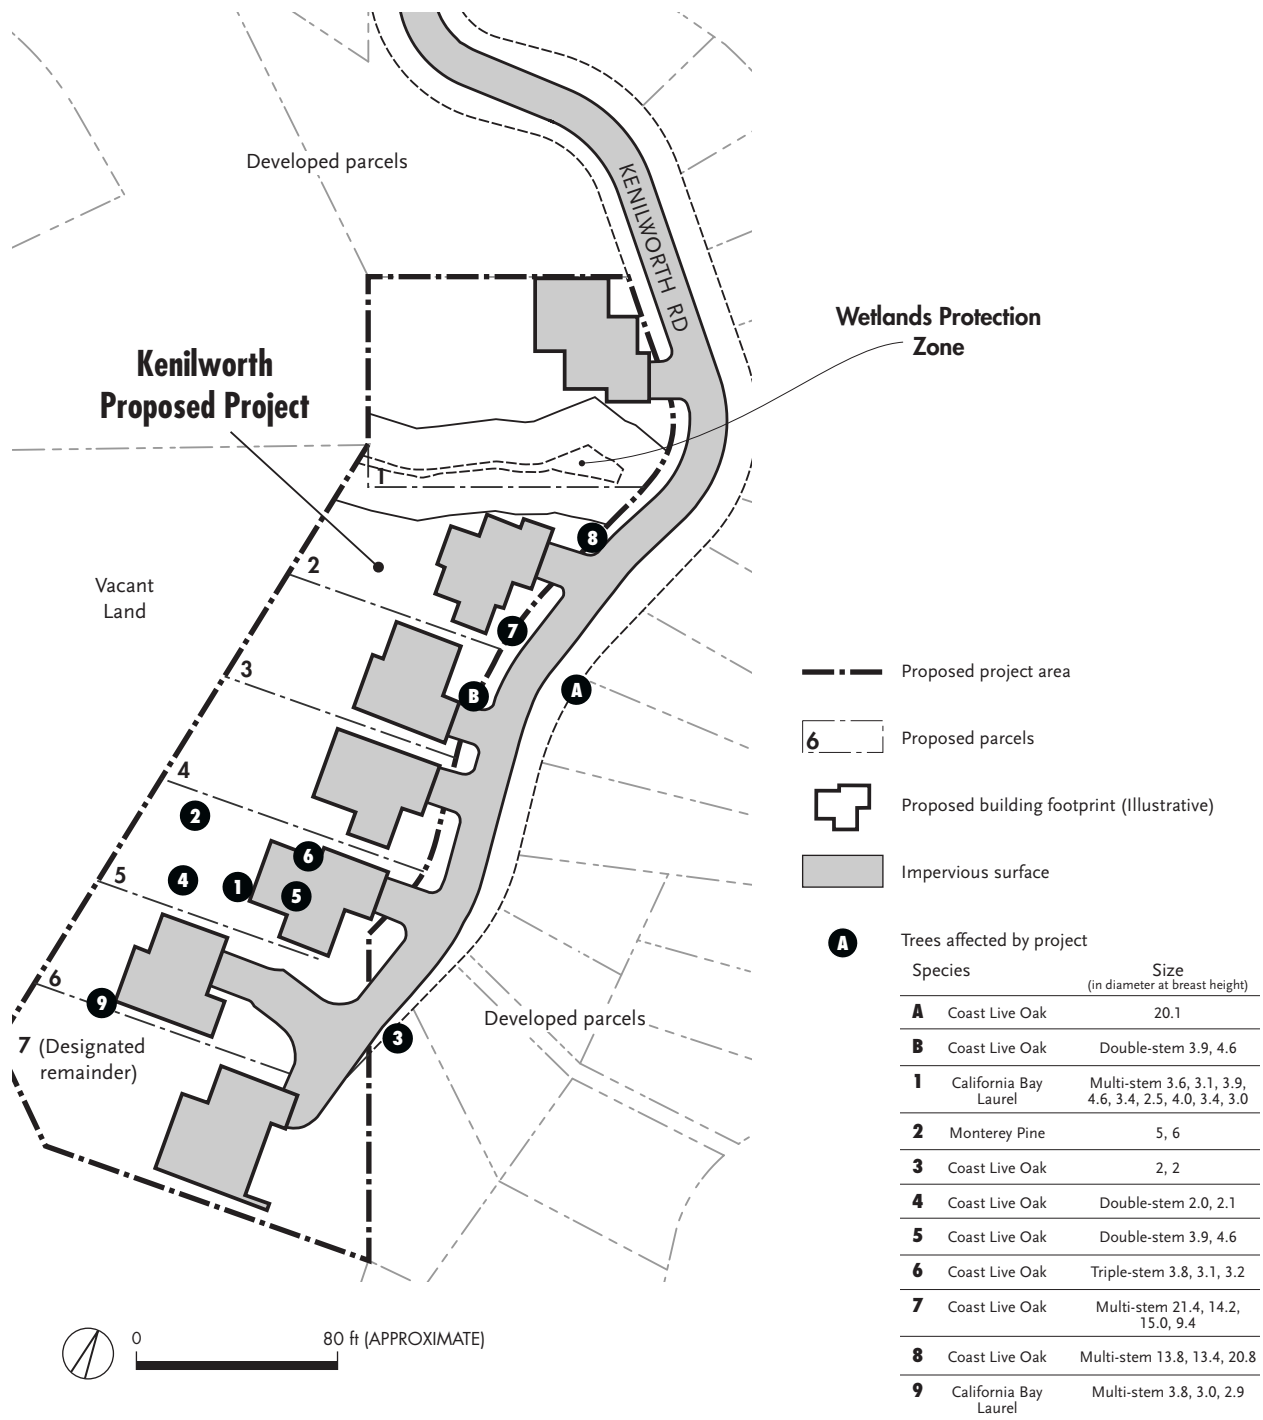 Developed parcels
KENILWORTH RD
Wetlands Protection
Zone
Kenilworth
Proposed Project
1
8
2
Vacant
Land
7
3
B
A
4
2
6
5
4
1
5
6
9
7 (Designated
remainder)
3
Developed parcels
Proposed project area
6
Proposed parcels
Proposed building footprint (Illustrative)
Impervious surface
A
Trees affected by project
Species
Size
(in diameter at breast height)
A Coast Live Oak 20.1
B Coast Live Oak Double-stem 3.9, 4.6
1 California Bay Multi-stem 3.6, 3.1, 3.9,
Laurel 4.6, 3.4, 2.5, 4.0, 3.4, 3.0
2 Monterey Pine 5, 6
3 Coast Live Oak 2, 2
4 Coast Live Oak Double-stem 2.0, 2.1
5 Coast Live Oak Double-stem 3.9, 4.6
6 Coast Live Oak Triple-stem 3.8, 3.1, 3.2
7 Coast Live Oak Multi-stem 21.4, 14.2,
15.0, 9.4
8 Coast Live Oak Multi-stem 13.8, 13.4, 20.8
9 California Bay Multi-stem 3.8, 3.0, 2.9
Laurel
0 80 ft (APPROXIMATE)